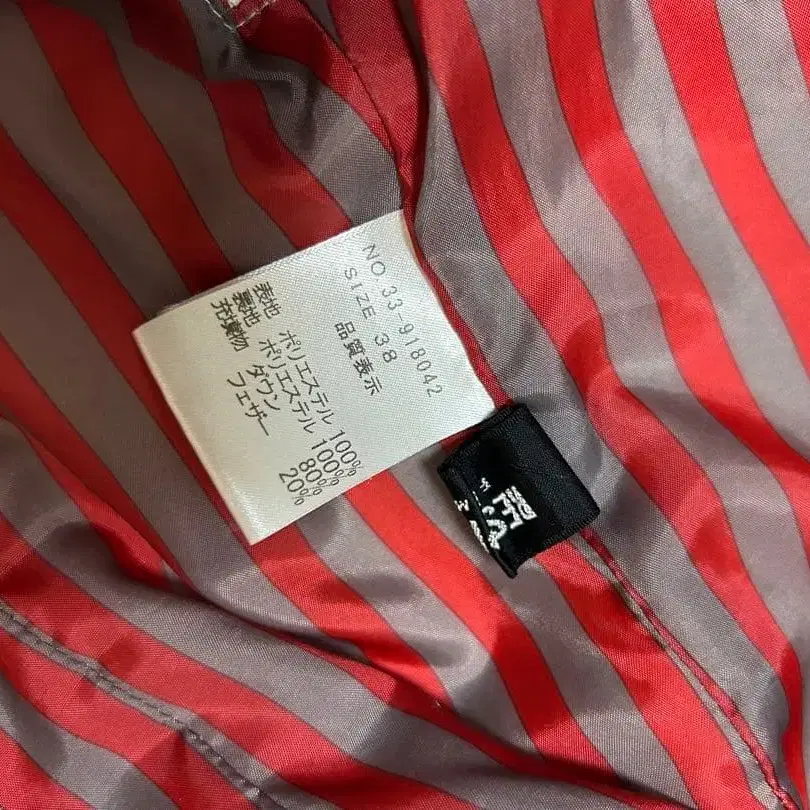 NO.33-918042
SIZE 38
品質表示
表地 ポリエステル 100%
裏地 ポリエステル 100%
充填物 ダウン 80%
フェザー 20%